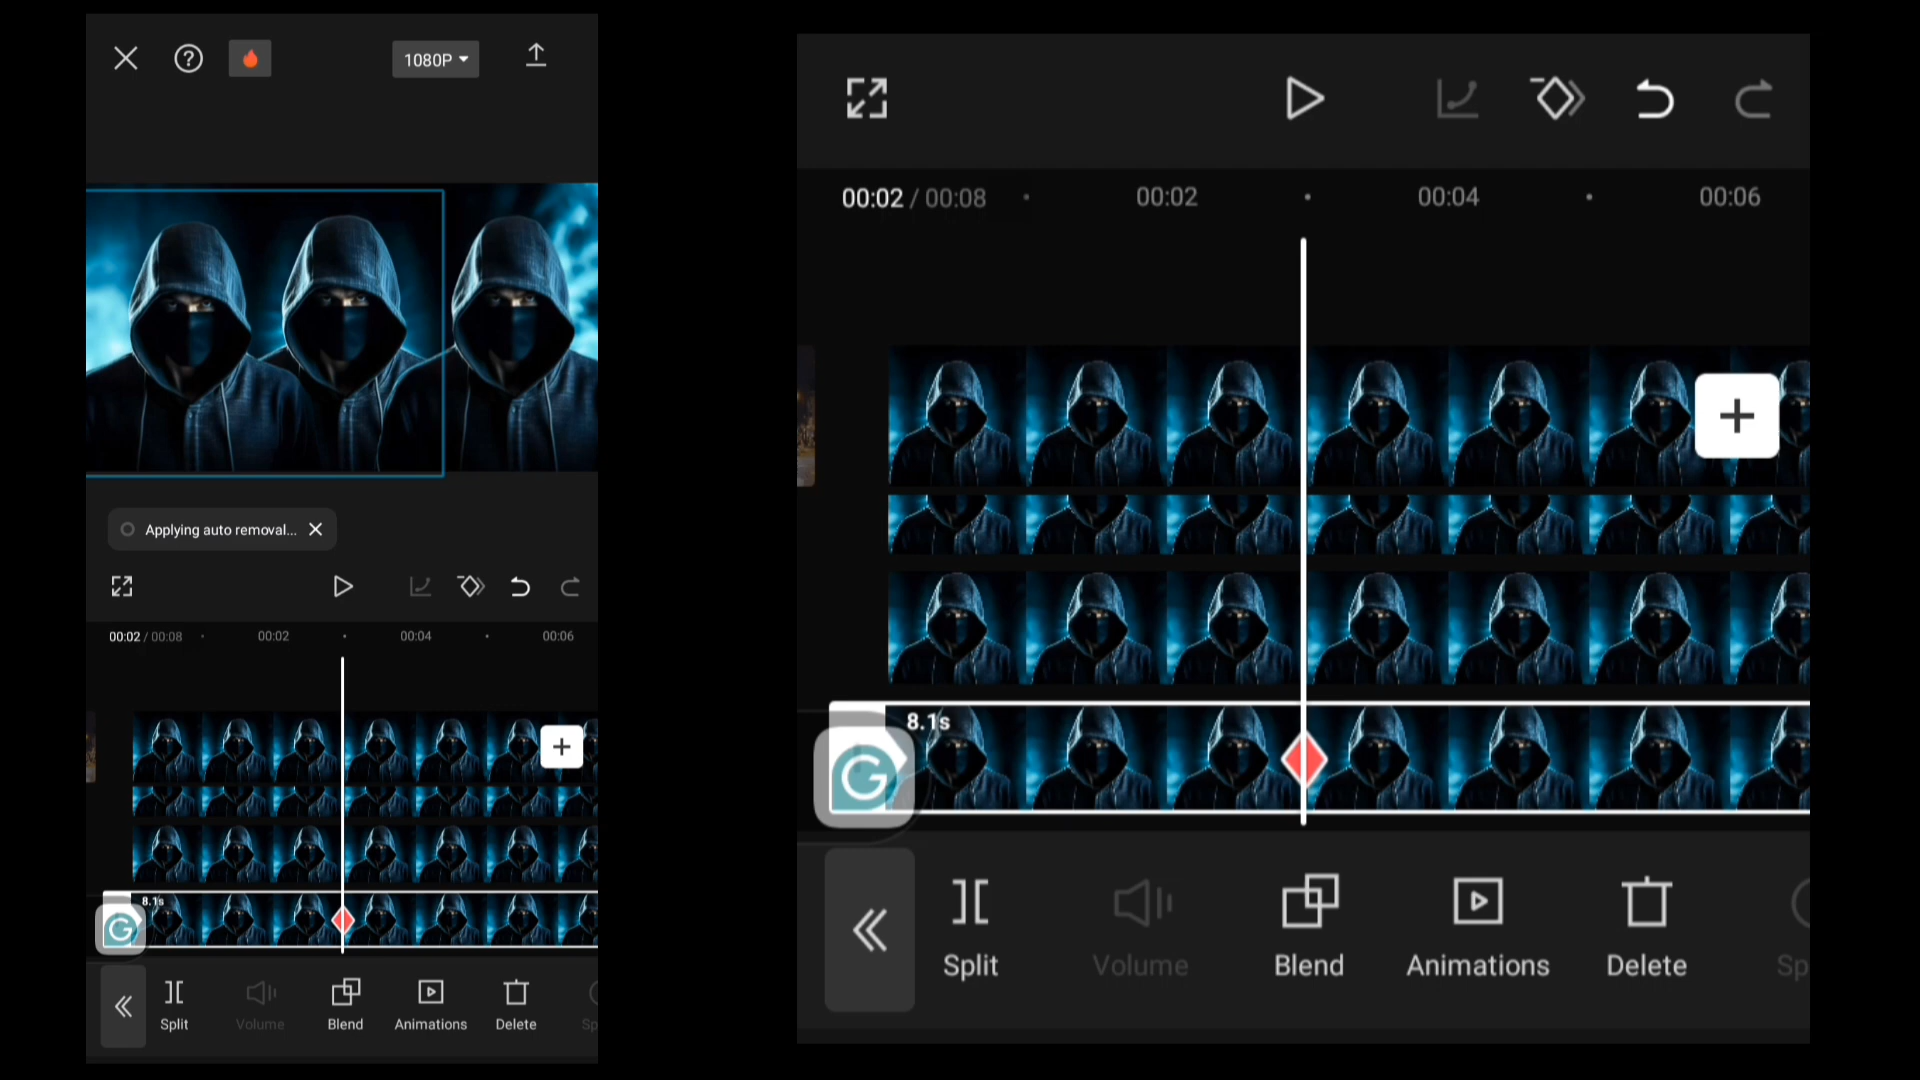 1080P
Applying auto removal...
00:02 / 00:08
00:02
00:04
00:06
8.1s
Split
Volume
Blend
Animations
Delete
Sp
00:02 / 00:08
00:02
00:04
00:06
8.1s
Split
Volume
Blend
Animations
Delete
Sp